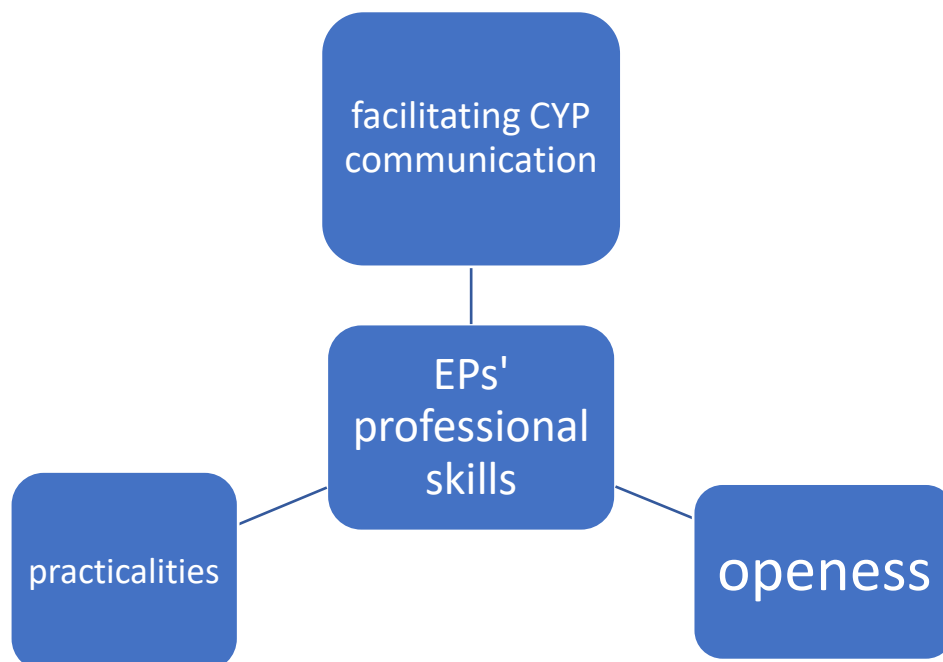 facilitating CYP
communication
EPs'
professional
skills
practicalities
openess